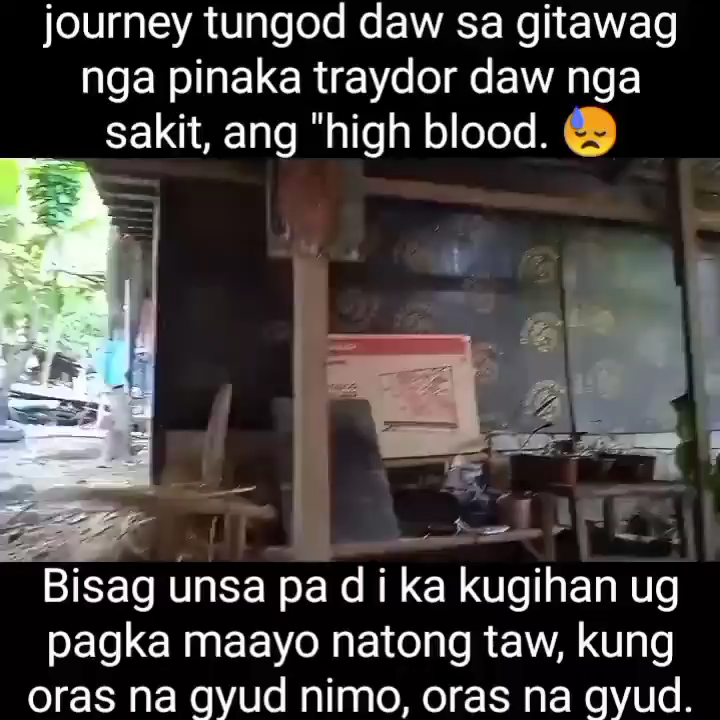 journey tungod daw sa gitawag
nga pinaka traydor daw nga
sakit, ang "high blood. 😓
Bisag unsa pa d i ka kugihan ug
pagka maayo natong taw, kung
oras na gyud nimo, oras na gyud.